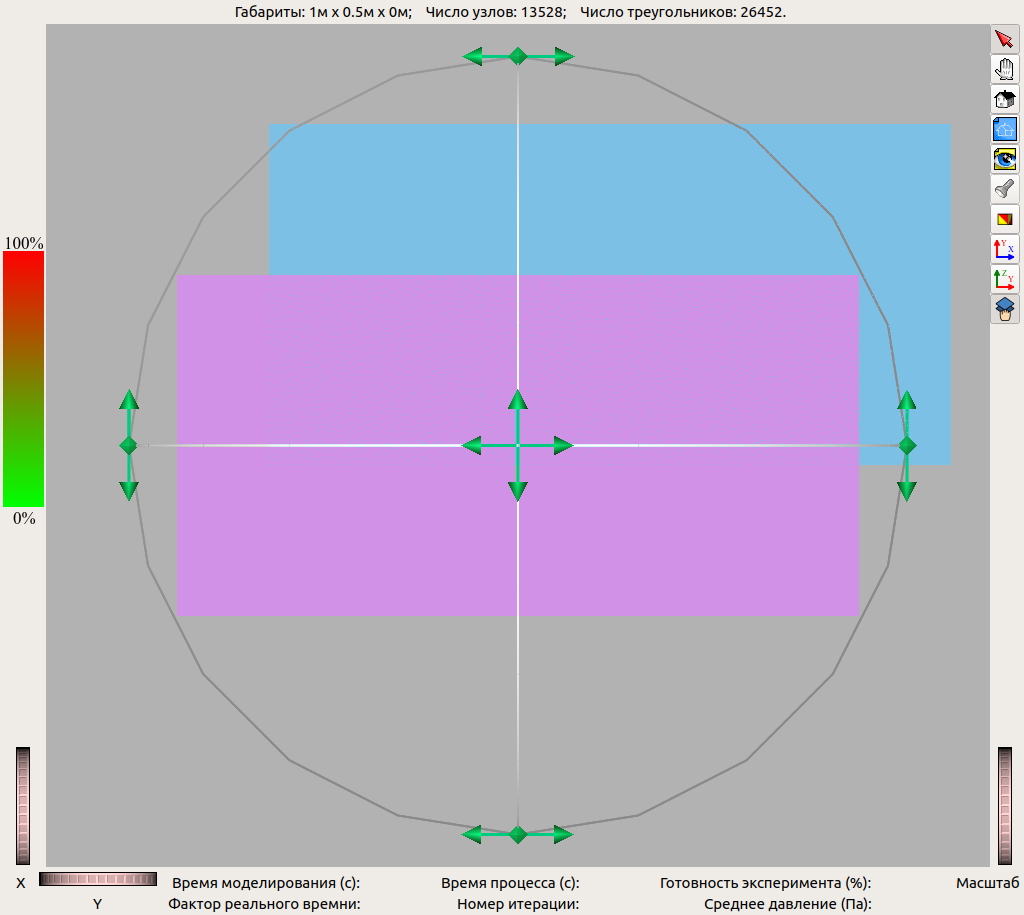 Габариты: 1м x 0.5м x 0м; Число узлов: 13528; Число треугольников: 26452.
100%
0%
Y
X
Z
Y
X Время моделирования (с): Время процесса (с): Готовность эксперимента (%): Масштаб
Y Фактор реального времни: Номер итерации: Среднее давление (Па):